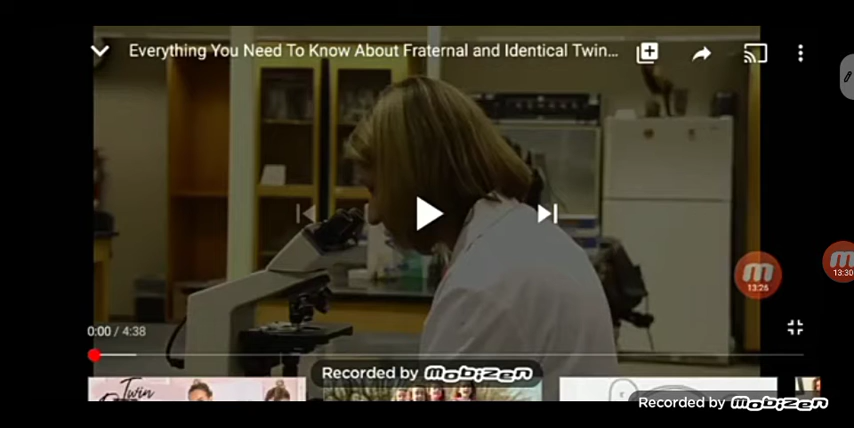 Everything You Need To Know About Fraternal and Identical Twin...
13:26
13:30
0:00 / 4:38
Recorded by mobizen
Twin
Recorded by mobizen